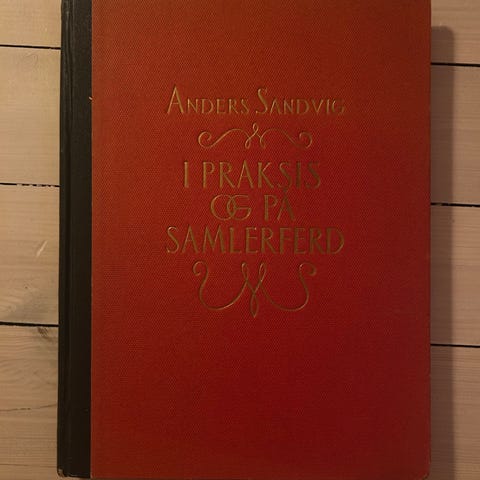 ANDERS SANDVIG
I PRAKSIS
OG PÅ
SAMLERFERD